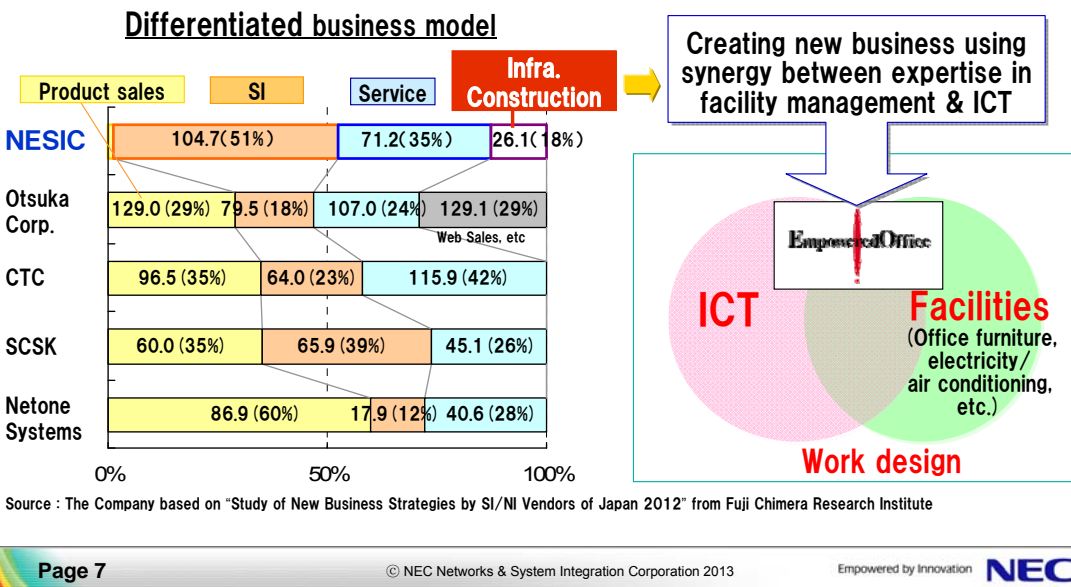 Differentiated business model
Product sales
SI
Service
Infra.
Construction
Creating new business using
synergy between expertise in
facility management & ICT
NESIC
104.7(51%)
71.2(35%)
26.1(18%)
Otsuka
Corp.
129.0 (29%)
79.5 (18%)
107.0 (24%)
129.1 (29%)
Web Sales, etc
CTC
96.5 (35%)
64.0 (23%)
115.9 (42%)
SCSK
60.0 (35%)
65.9 (39%)
45.1 (26%)
Netone
Systems
86.9 (60%)
17.9 (12%)
40.6 (28%)
0%
50%
100%
EmpoweredOffice
ICT
Facilities
(Office furniture,
electricity/
air conditioning,
etc.)
Work design
Source : The Company based on “Study of New Business Strategies by SI/NI Vendors of Japan 2012” from Fuji Chimera Research Institute
Page 7
© NEC Networks & System Integration Corporation 2013
Empowered by Innovation
NEC